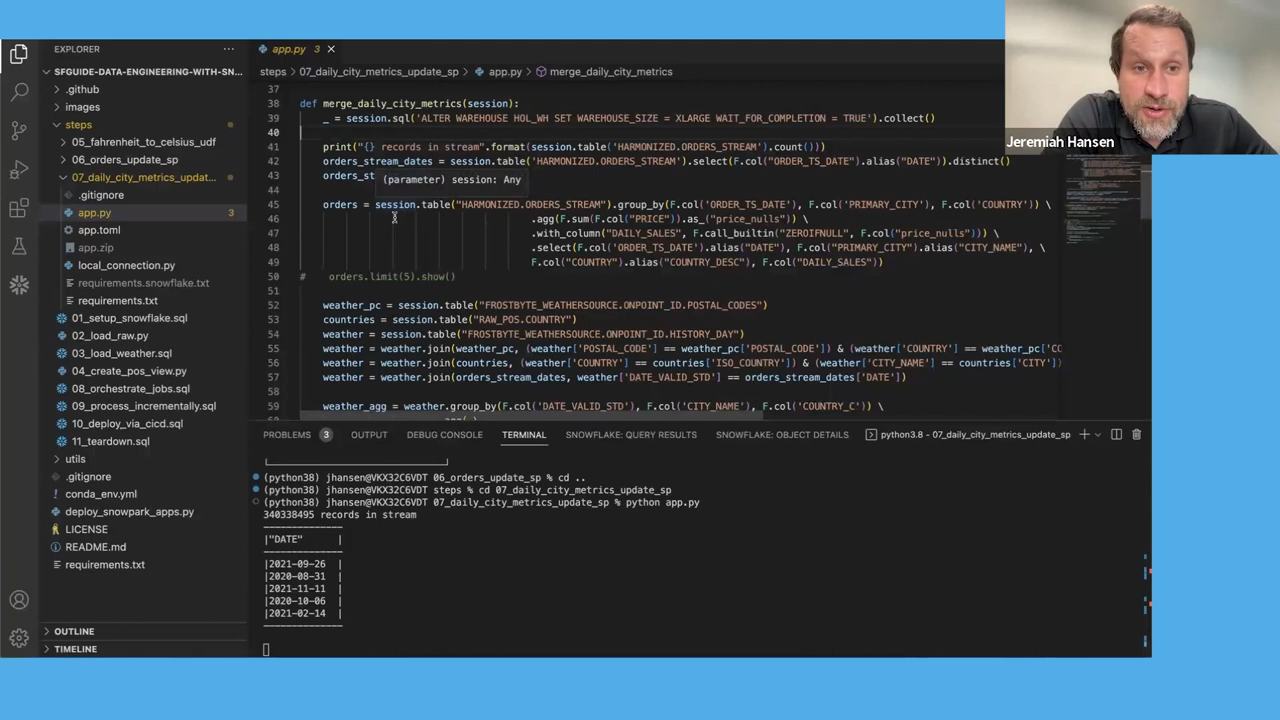 EXPLORER
SFGUIDE-DATA-ENGINEERING-WITH-SN...
.github
images
steps
05_fahrenheit_to_celsius_udf
06_orders_update_sp
07_daily_city_metrics_updat...
.gitignore
app.py 3
app.toml
app.zip
local_connection.py
requirements.snowflake.txt
requirements.txt
01_setup_snowflake.sql
02_load_raw.py
03_load_weather.sql
04_create_pos_view.py
08_orchestrate_jobs.sql
09_process_incrementally.sql
10_deploy_via_cicd.sql
11_teardown.sql
utils
.gitignore
conda_env.yml
deploy_snowpark_apps.py
LICENSE
README.md
requirements.txt
OUTLINE
TIMELINE
app.py 3
steps > 07_daily_city_metrics_update_sp > app.py > merge_daily_city_metrics
37
38 def merge_daily_city_metrics(session):
39 _ = session.sql('ALTER WAREHOUSE HOL_WH SET WAREHOUSE_SIZE = XLARGE WAIT_FOR_COMPLETION = TRUE').collect()
40
41 print("{} records in stream".format(session.table('HARMONIZED.ORDERS_STREAM').count()))
42 orders_stream_dates = session.table('HARMONIZED.ORDERS_STREAM').select(F.col("ORDER_TS_DATE").alias("DATE")).distinct()
43 orders_st
(parameter) session: Any
44
45 orders = session.table("HARMONIZED.ORDERS_STREAM").group_by(F.col('ORDER_TS_DATE'), F.col('PRIMARY_CITY'), F.col('COUNTRY')) \
46 .agg(F.sum(F.col("PRICE")).as_("price_nulls")) \
47 .with_column("DAILY_SALES", F.call_builtin("ZEROIFNULL", F.col("price_nulls"))) \
48 .select(F.col('ORDER_TS_DATE').alias("DATE"), F.col("PRIMARY_CITY").alias("CITY_NAME"), \
49 F.col("COUNTRY").alias("COUNTRY_DESC"), F.col("DAILY_SALES"))
50 # orders.limit(5).show()
51
52 weather_pc = session.table("FROSTBYTE_WEATHERSOURCE.ONPOINT_ID.POSTAL_CODES")
53 countries = session.table("RAW_POS.COUNTRY")
54 weather = session.table("FROSTBYTE_WEATHERSOURCE.ONPOINT_ID.HISTORY_DAY")
55 weather = weather.join(weather_pc, (weather['POSTAL_CODE'] == weather_pc['POSTAL_CODE']) & (weather['COUNTRY'] == weather_pc['CO
56 weather = weather.join(countries, (weather['COUNTRY'] == countries['ISO_COUNTRY']) & (weather['CITY_NAME'] == countries['CITY'])
57 weather = weather.join(orders_stream_dates, weather['DATE_VALID_STD'] == orders_stream_dates['DATE'])
58
59 weather_agg = weather.group_by(F.col('DATE_VALID_STD'), F.col('CITY_NAME'), F.col('COUNTRY_C')) \
PROBLEMS 3 OUTPUT DEBUG CONSOLE TERMINAL SNOWFLAKE: QUERY RESULTS SNOWFLAKE: OBJECT DETAILS python3.8 - 07_daily_city_metrics_update_sp
(python38) jhansen@VKX32C6VDT 06_orders_update_sp % cd ..
(python38) jhansen@VKX32C6VDT steps % cd 07_daily_city_metrics_update_sp
(python38) jhansen@VKX32C6VDT 07_daily_city_metrics_update_sp % python app.py
340338495 records in stream
|"DATE" |
|2021-09-26 |
|2020-08-31 |
|2021-11-11 |
|2020-10-06 |
|2021-02-14 |
Jeremiah Hansen